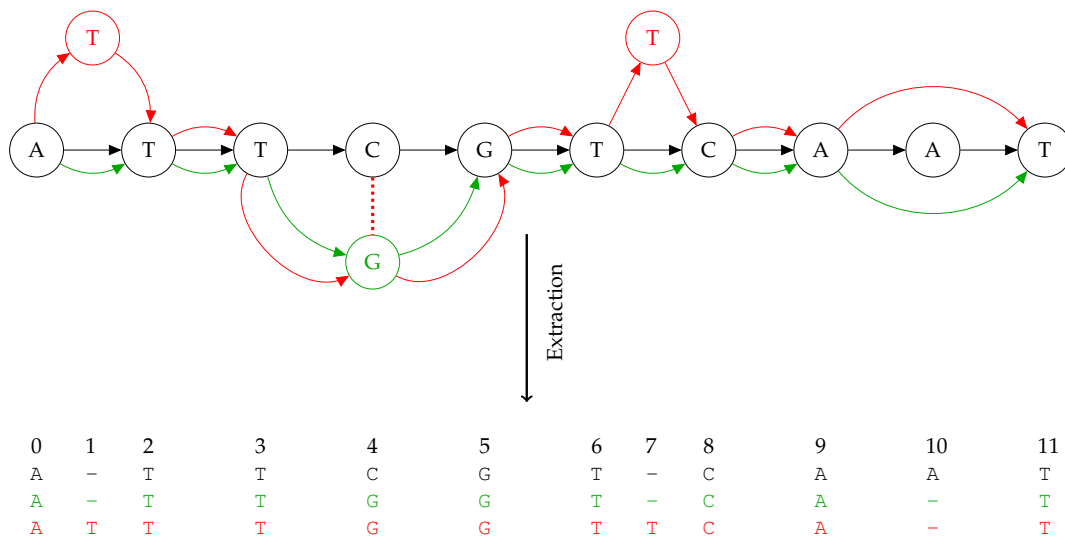 T T
A T T C G T C A A T
G
Extraction
0 1 2 3 4 5 6 7 8 9 10 11
A - T T C G T - C A A T
A - T T G G T - C A - T
A T T T G G T T C A - T